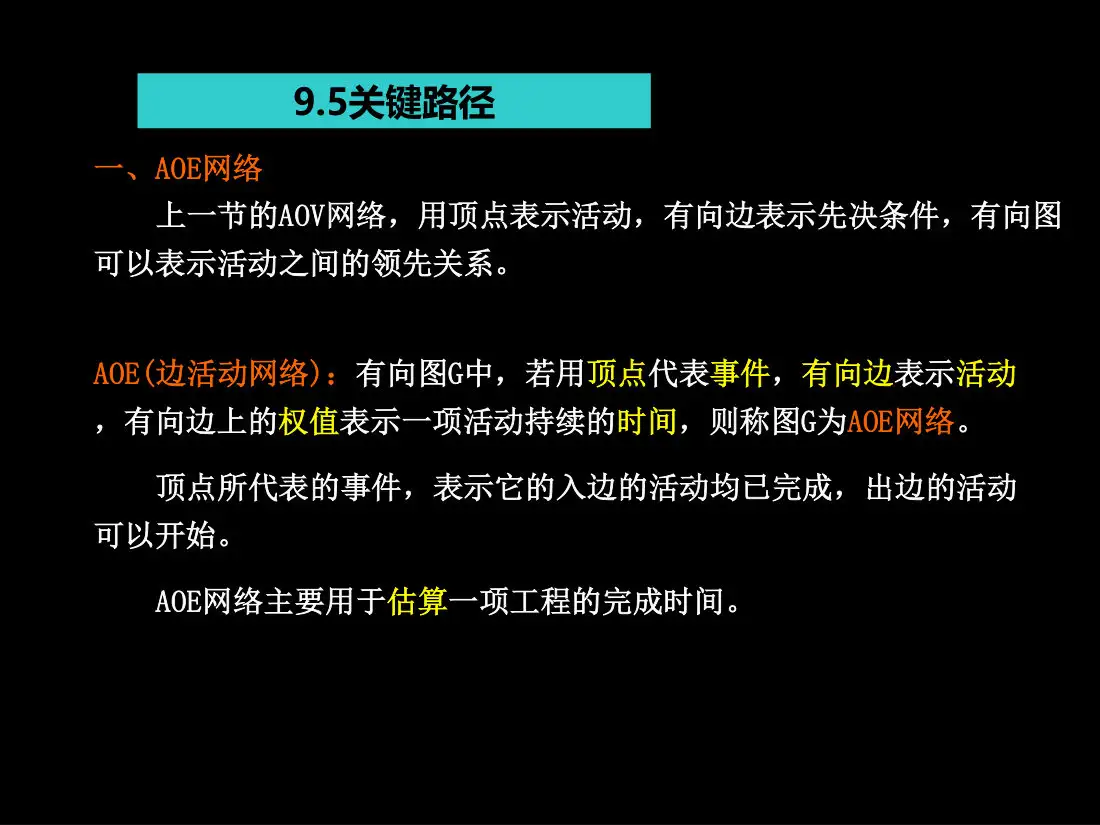 9.5关键路径
一、AOE网络
上一节的AOV网络，用顶点表示活动，有向边表示先决条件，有向图
可以表示活动之间的领先关系。
AOE(边活动网络)：有向图G中，若用顶点代表事件，有向边表示活动
，有向边上的权值表示一项活动持续的时间，则称图G为AOE网络。
顶点所代表的事件，表示它的入边的活动均已完成，出边的活动
可以开始。
AOE网络主要用于估算一项工程的完成时间。